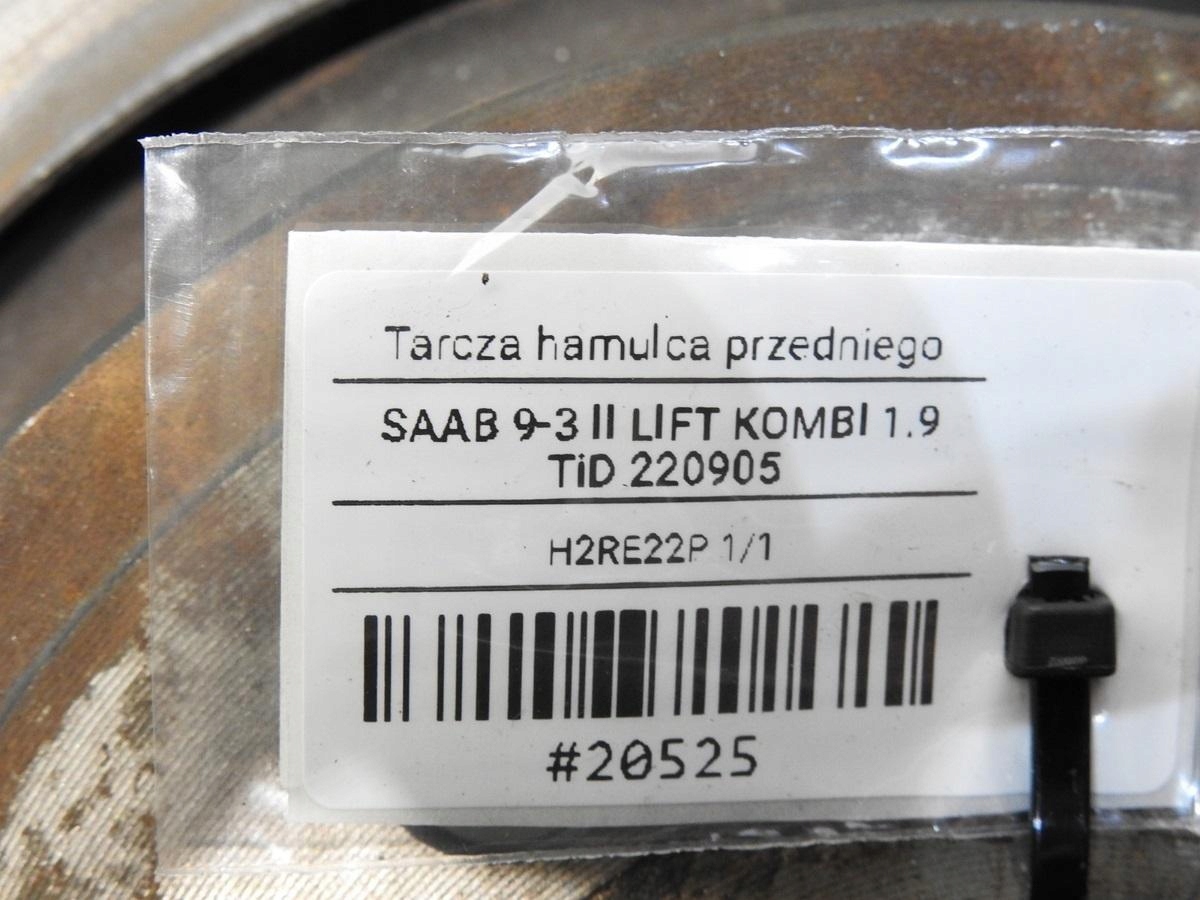 Tarcza hamulca przedniego
SAAB 9-3 II LIFT KOMBI 1.9
TiD 220905
H2RE22P 1/1
#20525